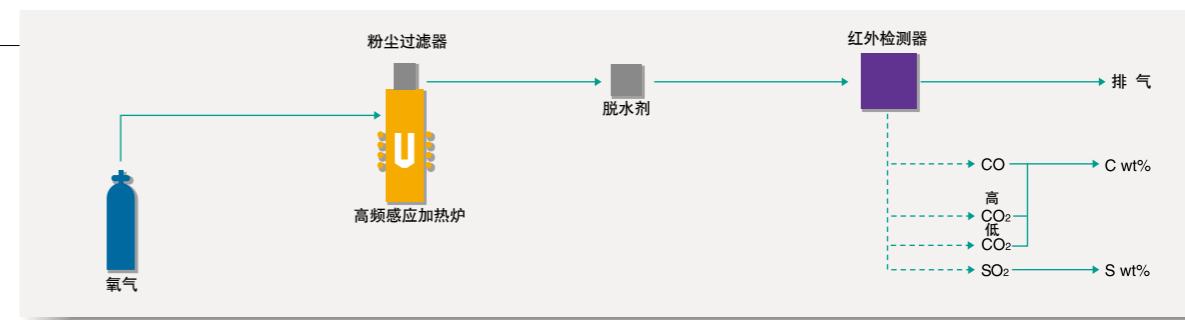 粉尘过滤器
红外检测器
脱水剂
排 气
CO
C wt%
高
CO₂
低
CO₂
高频感应加热炉
氧气
SO₂
S wt%